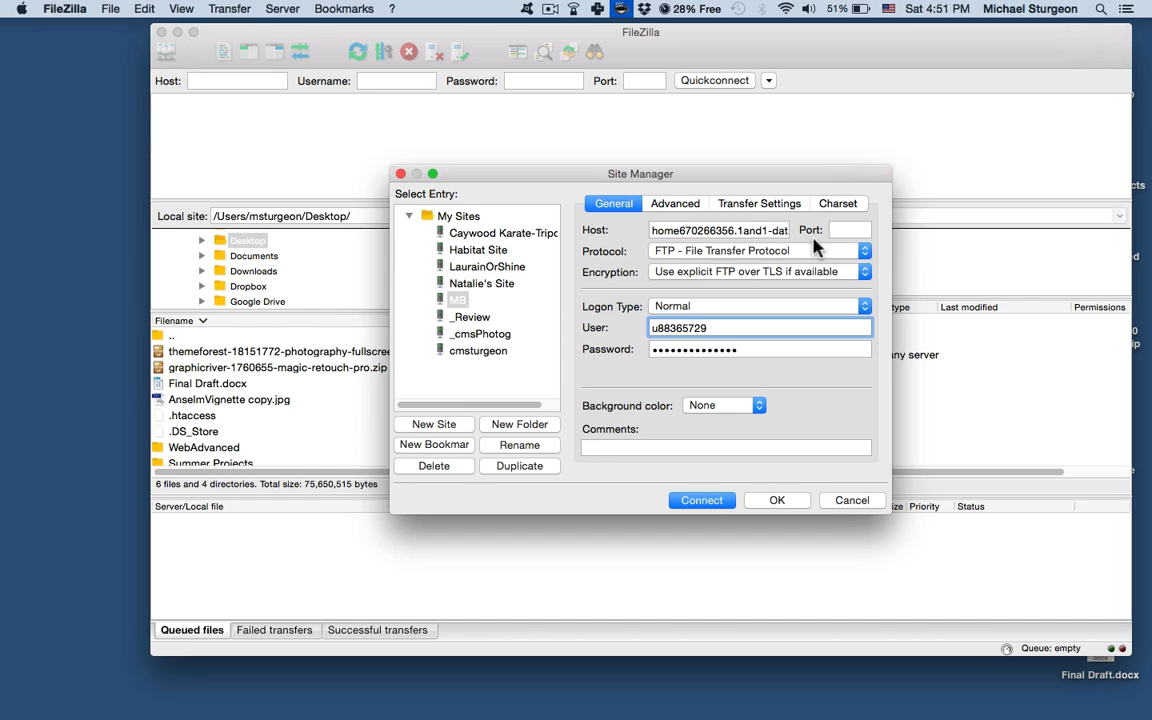 FileZilla File Edit View Transfer Server Bookmarks ? 28% Free 51% Sat 4:51 PM Michael Sturgeon
FileZilla
Host: Username: Password: Port: Quickconnect
Site Manager
Select Entry:
My Sites
Caywood Karate-Tripo
Habitat Site
LaurainOrShine
Natalie's Site
MB
_Review
_cmsPhotog
cmsturgeon
New Site New Folder
New Bookmar Rename
Delete Duplicate
General Advanced Transfer Settings Charset
Host: home670266356.1and1-dat Port:
Protocol: FTP - File Transfer Protocol
Encryption: Use explicit FTP over TLS if available
Logon Type: Normal
User: u88365729
Password: ••••••••••••••
Background color: None
Comments:
Connect OK Cancel
Local site: /Users/msturgeon/Desktop/
Desktop
Documents
Downloads
Dropbox
Google Drive
Filename
..
themeforest-18151772-photography-fullscree
graphicriver-1760655-magic-retouch-pro.zip
Final Draft.docx
AnselmVignette copy.jpg
.htaccess
.DS_Store
WebAdvanced
Summer Projects
6 files and 4 directories. Total size: 75,650,515 bytes
type Last modified Permissions
ny server
Server/Local file
ize Priority Status
Queued files Failed transfers Successful transfers
Queue: empty
cts
ed
0
ip
e
Final Draft.docx